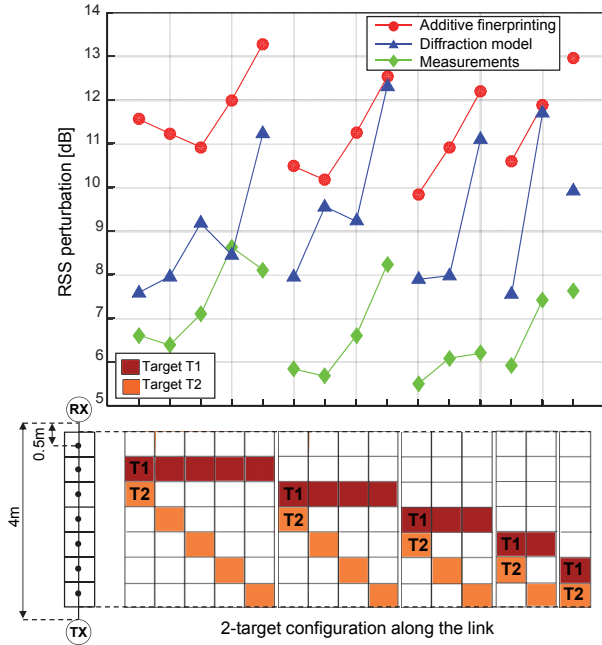 14
13
12
11
10
9
8
7
6
5
RSS perturbation [dB]
Additive finerprinting
Diffraction model
Measurements
Target T1
Target T2
RX
0.5m
4m
TX
T1
T2
T1
T2
T1
T2
T1
T2
T1
T2
2-target configuration along the link